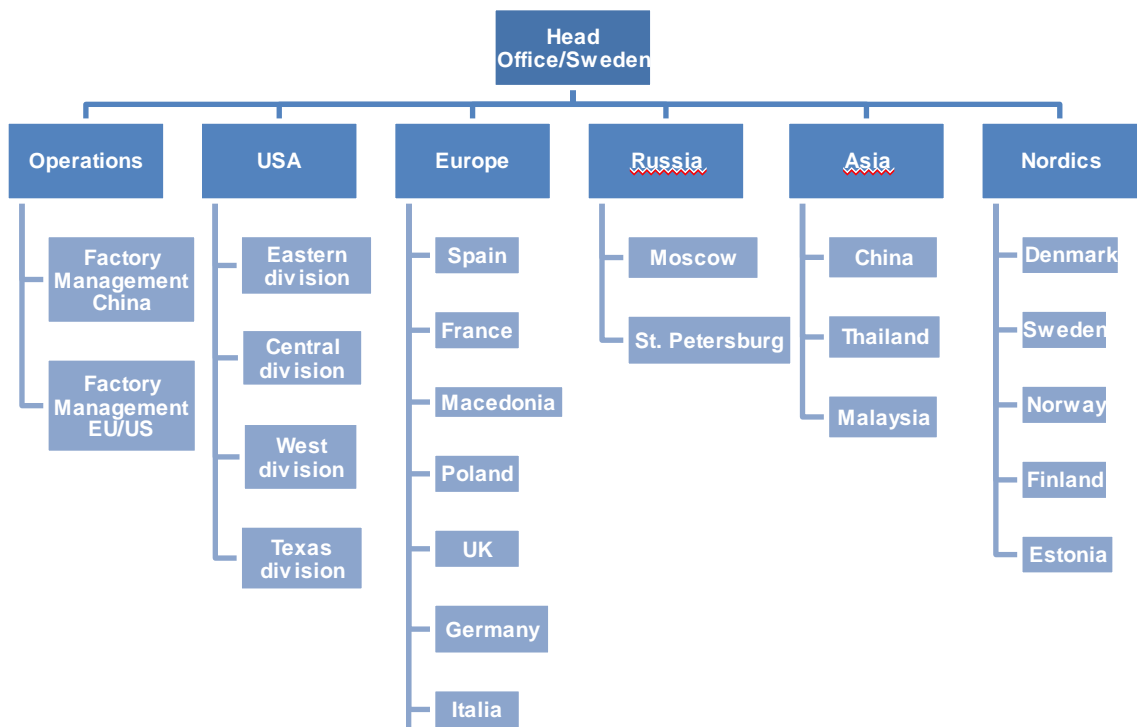 Head
Office/Sweden
Operations
USA
Europe
Russia
Asia
Nordics
Factory
Management
China
Factory
Management
EU/US
Eastern
division
Central
division
West
division
Texas
division
Spain
France
Macedonia
Poland
UK
Germany
Italia
Moscow
St. Petersburg
China
Thailand
Malaysia
Denmark
Sweden
Norway
Finland
Estonia